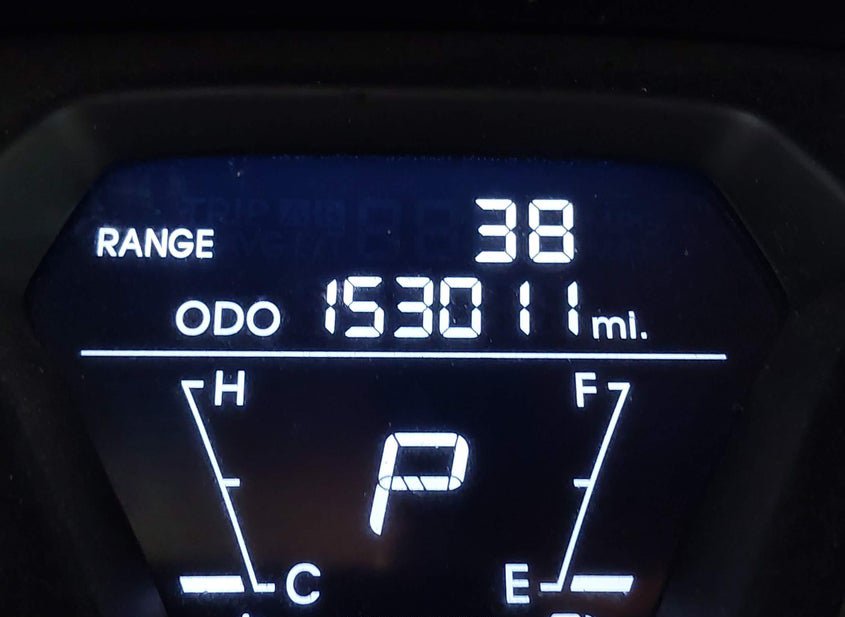 RANGE 38
ODO 153011 mi.
H F
P
C E